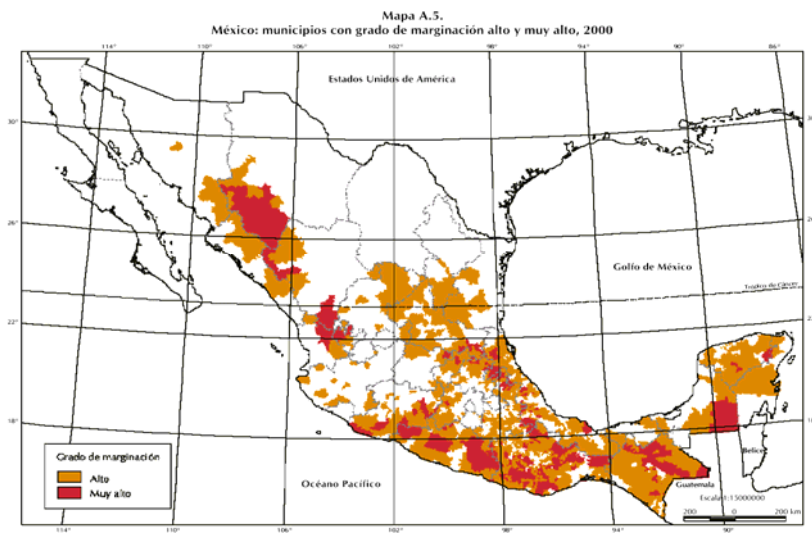 Mapa A.5.
México: municipios con grado de marginación alto y muy alto, 2000
114° 110° 106° 102° 98° 94° 90° 86°
Estados Unidos de América
30°
26°
Golfo de México
Trópico de Cáncer
22°
18°
Grado de marginación
Alto
Muy alto
Océano Pacífico
Belice
Guatemala
Escala 1:15000000
200 0 200 km
114° 110° 106° 102° 98° 94° 90°